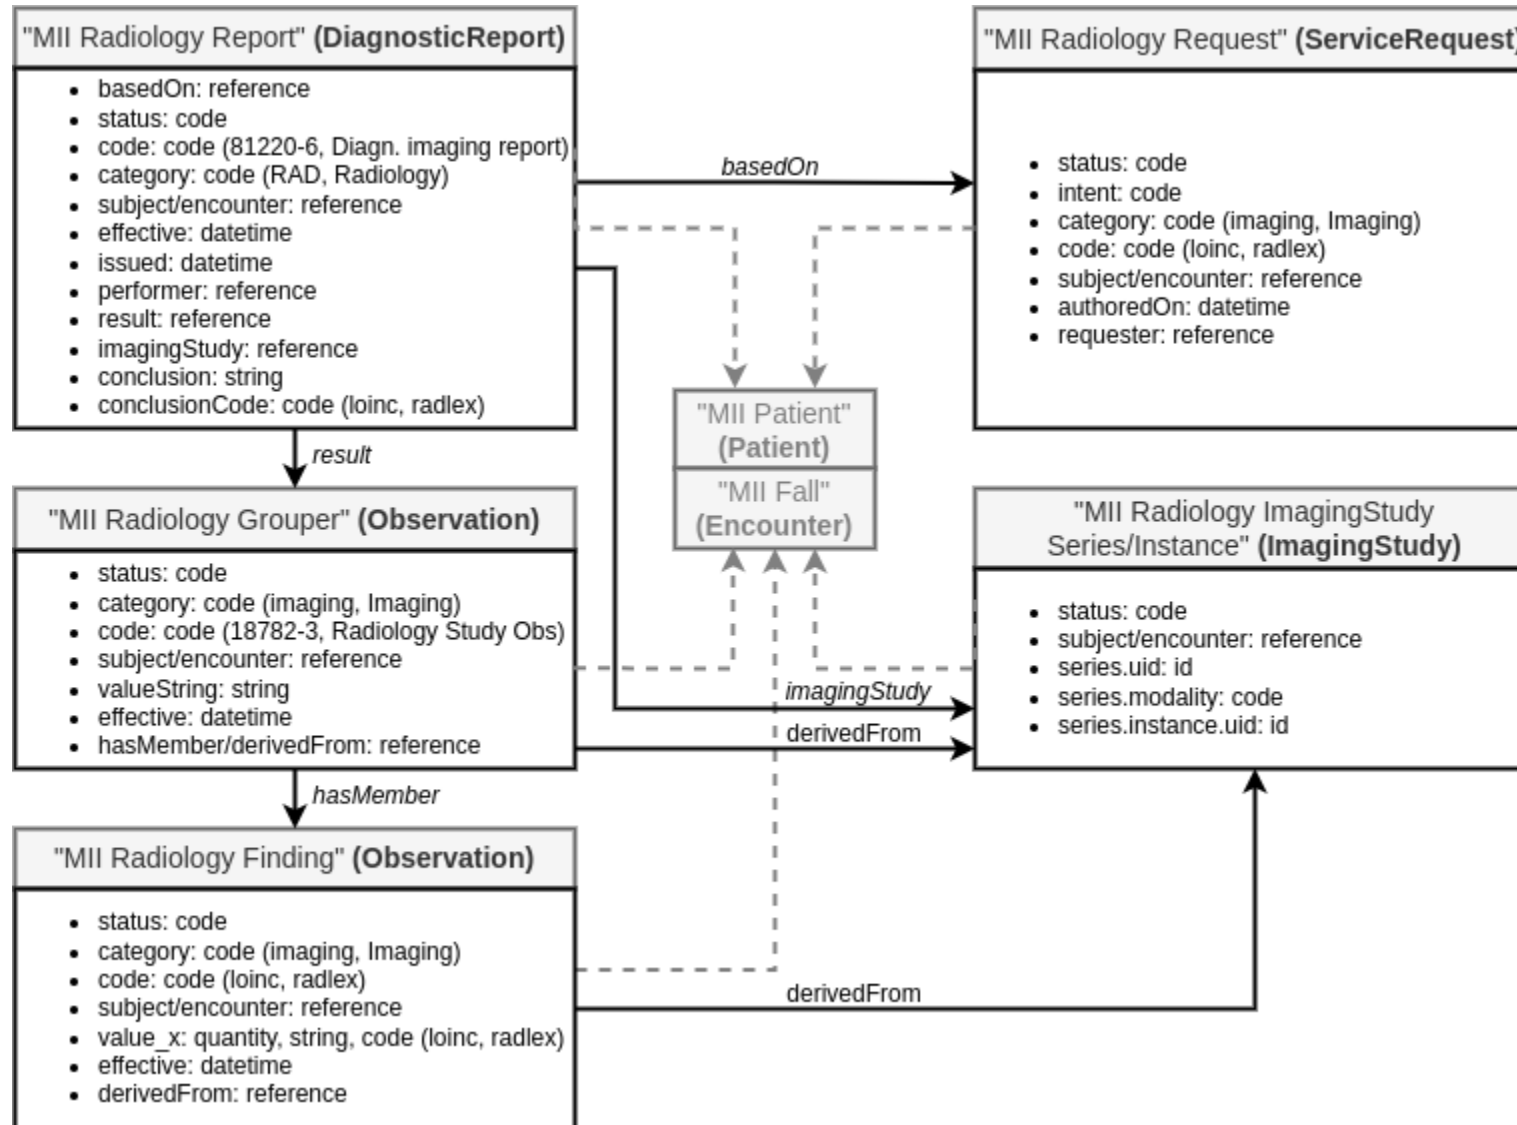 "MII Radiology Report" (DiagnosticReport)
basedOn: reference
status: code
code: code (81220-6, Diagn. imaging report)
category: code (RAD, Radiology)
subject/encounter: reference
effective: datetime
issued: datetime
performer: reference
result: reference
imagingStudy: reference
conclusion: string
conclusionCode: code (loinc, radlex)
basedOn
"MII Radiology Request" (ServiceRequest)
status: code
intent: code
category: code (imaging, Imaging)
code: code (loinc, radlex)
subject/encounter: reference
authoredOn: datetime
requester: reference
"MII Patient"
(Patient)
"MII Fall"
(Encounter)
result
"MII Radiology Grouper" (Observation)
status: code
category: code (imaging, Imaging)
code: code (18782-3, Radiology Study Obs)
subject/encounter: reference
valueString: string
effective: datetime
hasMember/derivedFrom: reference
imagingStudy
derivedFrom
"MII Radiology ImagingStudy
Series/Instance" (ImagingStudy)
status: code
subject/encounter: reference
series.uid: id
series.modality: code
series.instance.uid: id
hasMember
"MII Radiology Finding" (Observation)
status: code
category: code (imaging, Imaging)
code: code (loinc, radlex)
subject/encounter: reference
value_x: quantity, string, code (loinc, radlex)
effective: datetime
derivedFrom: reference
derivedFrom